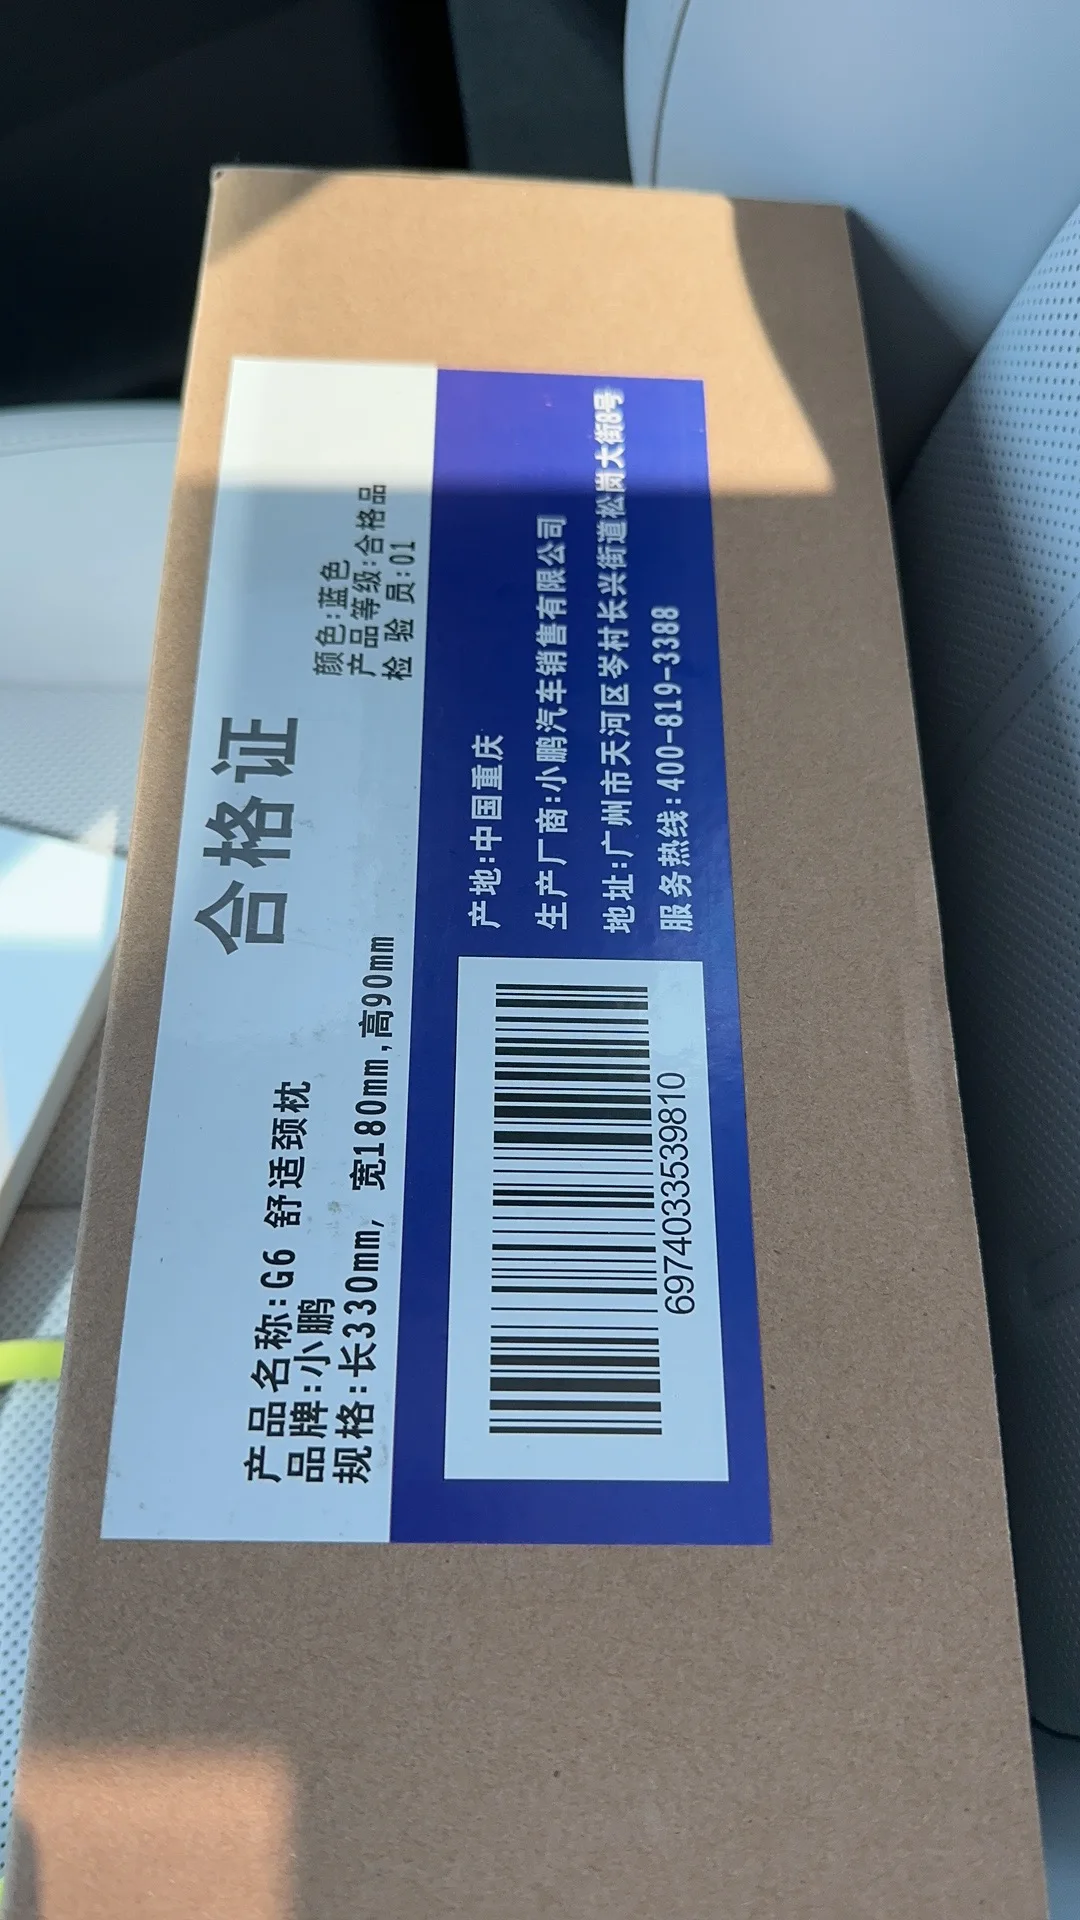 合格证
产品名称:G6 舒适颈枕
品牌:小鹏
规格:长330mm, 宽180mm,高90mm
颜色:蓝色
产品等级:合格品
检 验 员:01
产地:中国重庆
生产厂商:小鹏汽车销售有限公司
地址:广州市天河区岑村长兴街道松岗大街8号
服务热线:400-819-3388
6974033539810